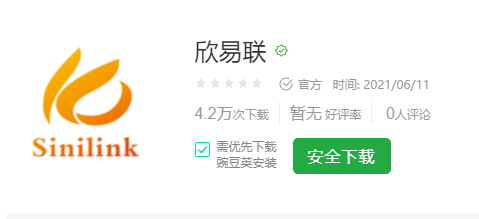 欣易联
官方 时间: 2021/06/11
4.2万次下载 暂无 好评率 0人评论
需优先下载
豌豆荚安装
安全下载
Sinilink